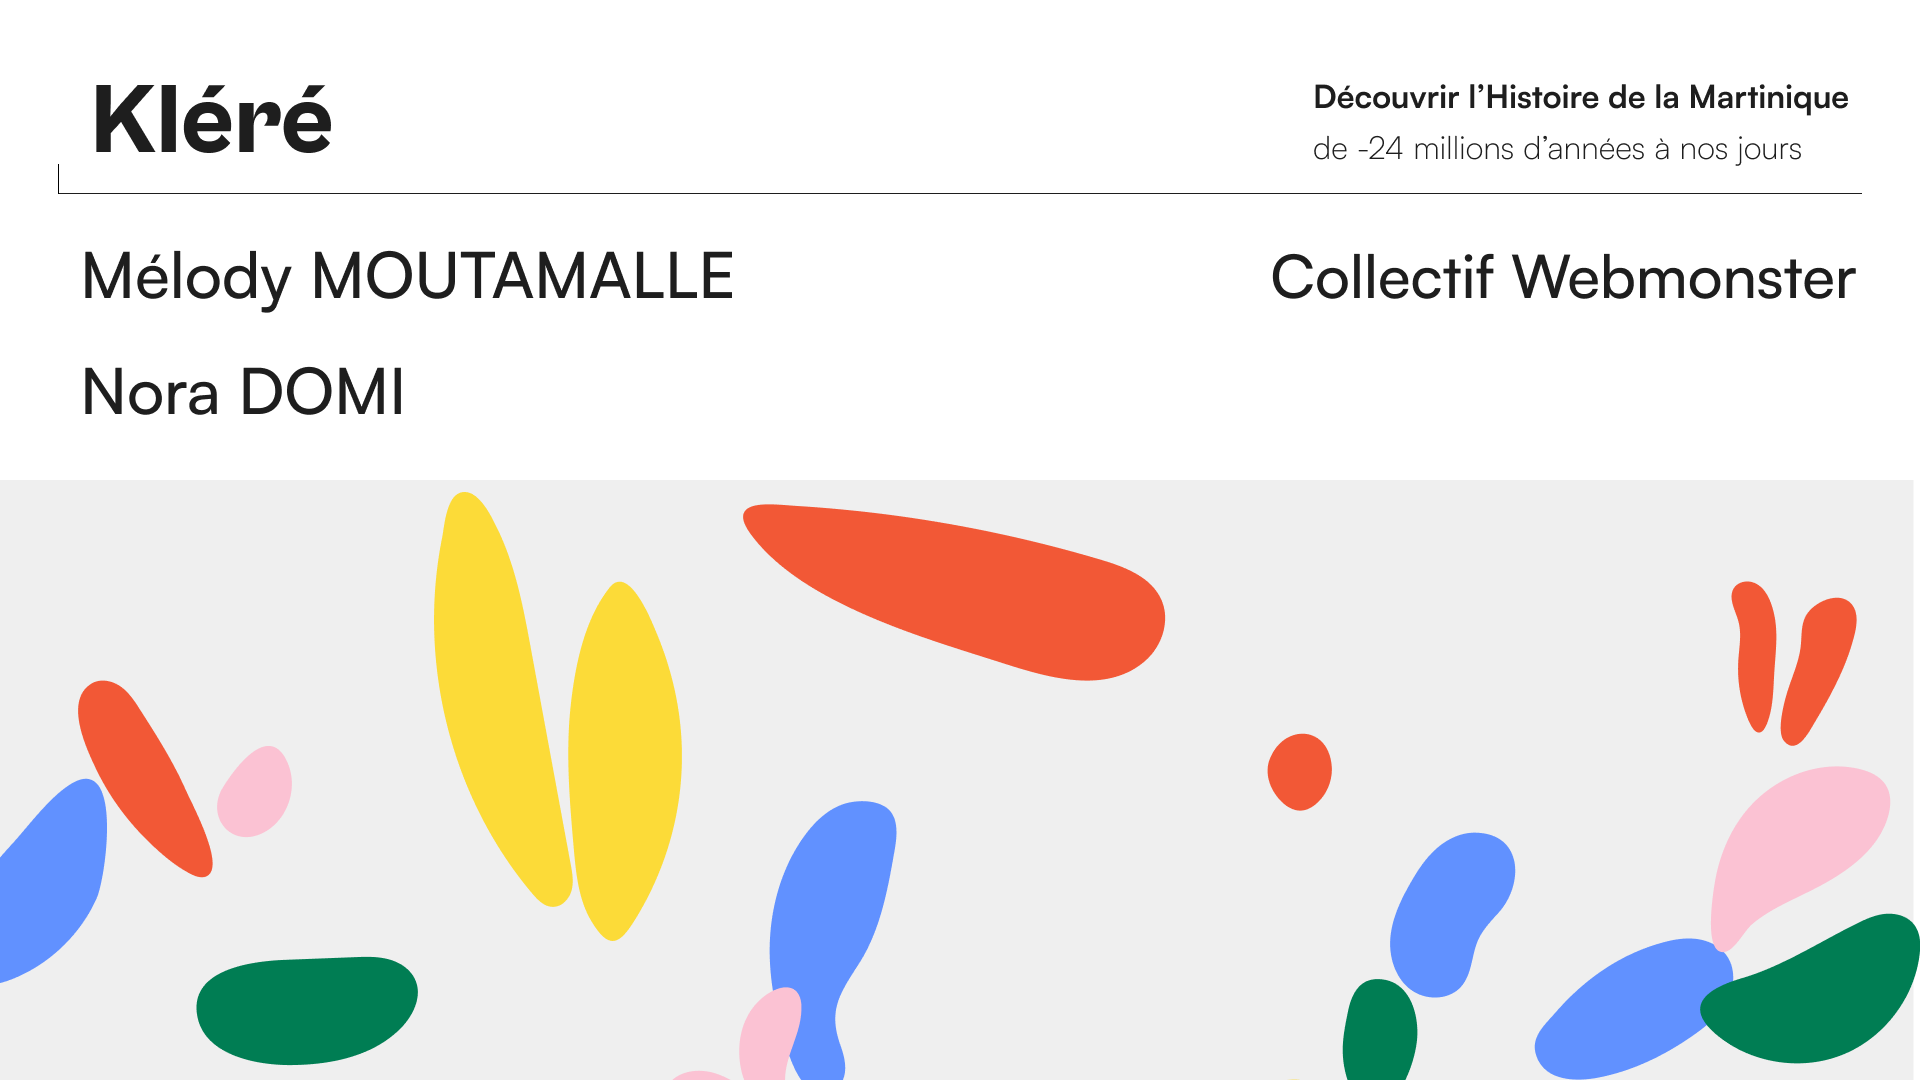 Kléré
Découvrir l’Histoire de la Martinique
de -24 millions d’années à nos jours
Mélody MOUTAMALLE
Collectif Webmonster
Nora DOMI